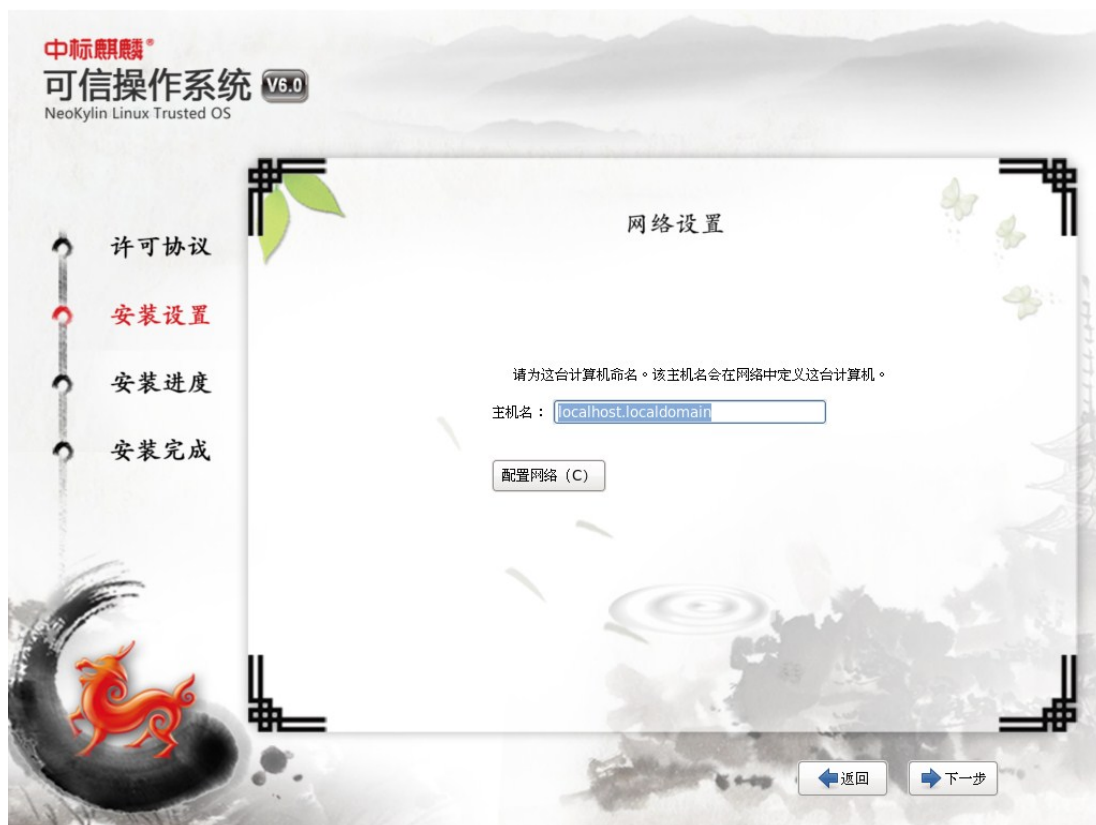 中标麒麟®
可信操作系统 V6.0
NeoKylin Linux Trusted OS
网络设置
许可协议
安装设置
安装进度
安装完成
请为这台计算机命名。该主机名会在网络中定义这台计算机。
主机名： localhost.localdomain
配置网络（C）
返回 下一步